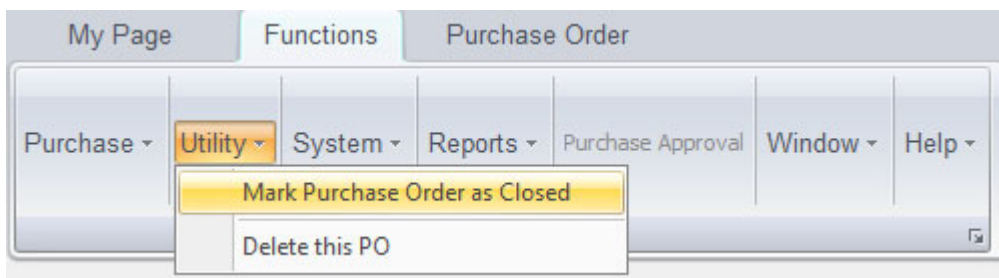 My Page Functions Purchase Order
Purchase Utility System Reports Purchase Approval Window Help
Mark Purchase Order as Closed
Delete this PO